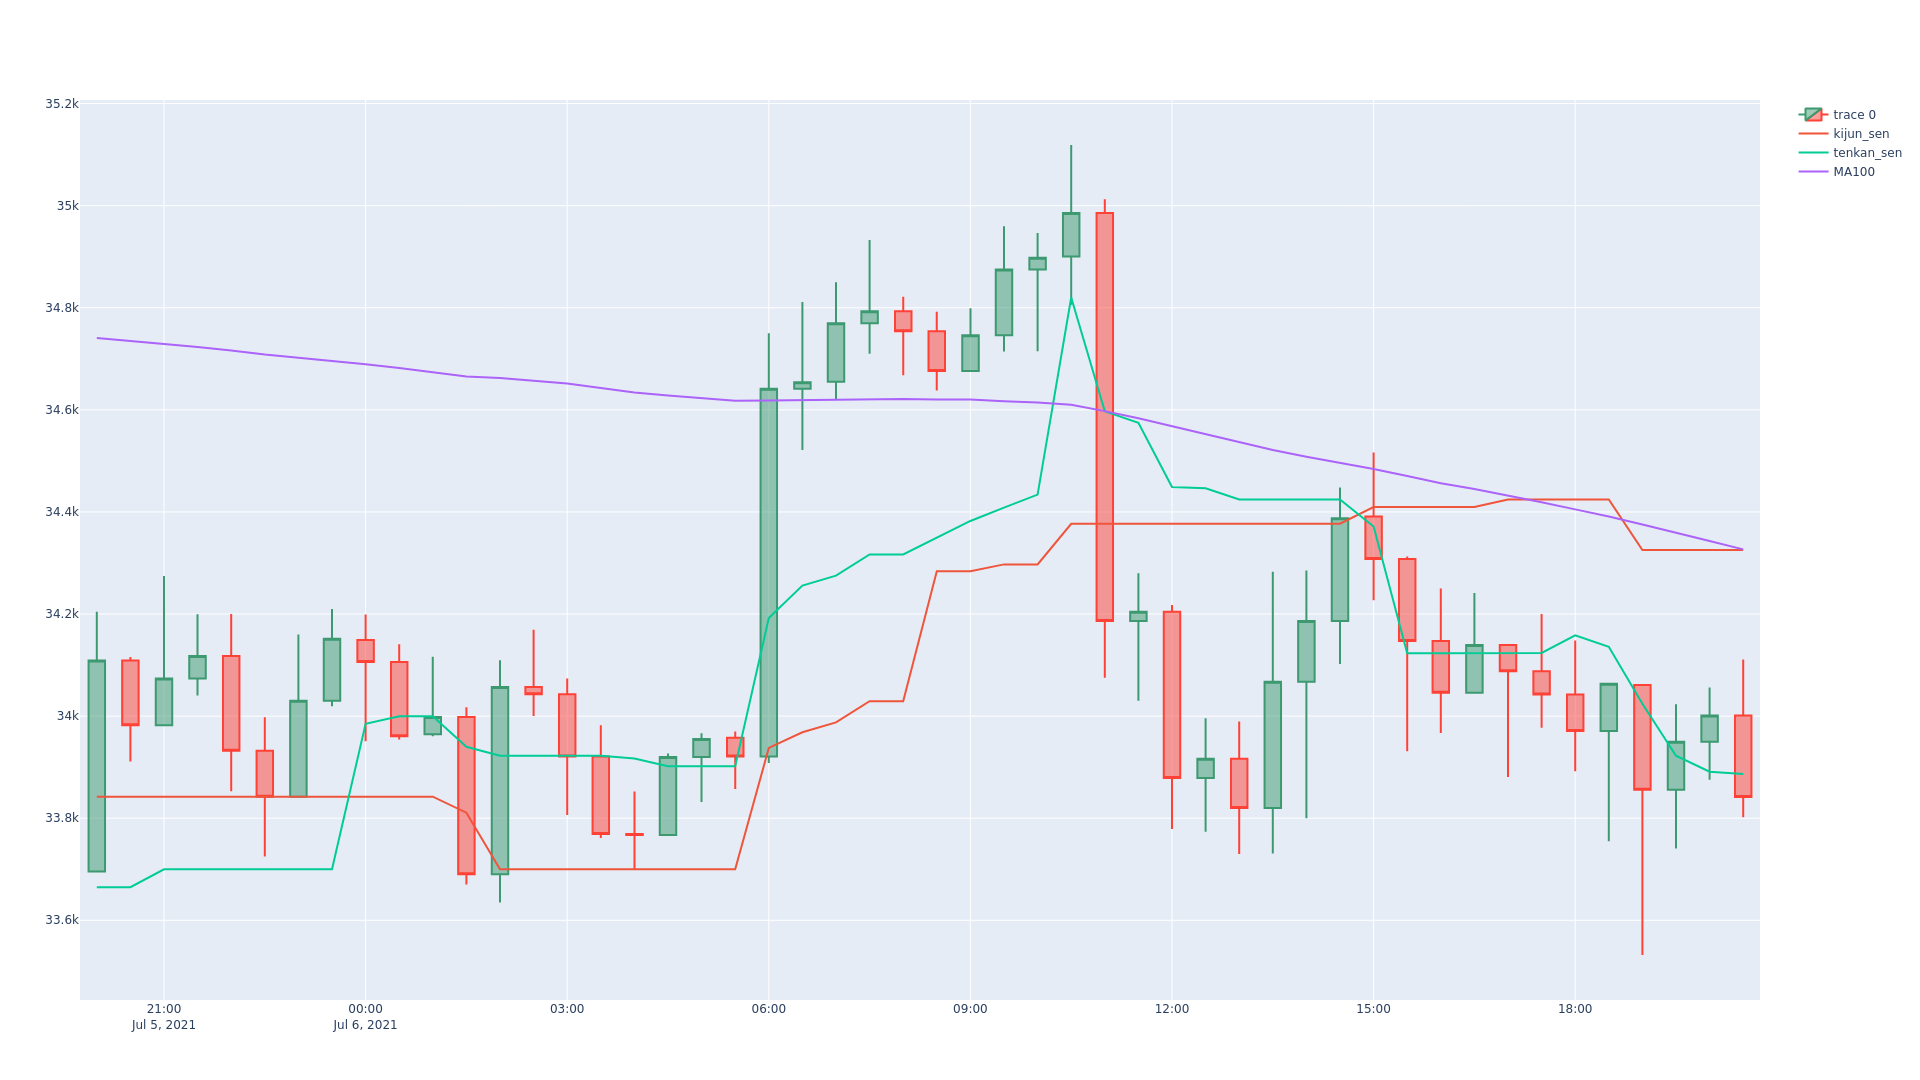 35.2k
35k
34.8k
34.6k
34.4k
34.2k
34k
33.8k
33.6k
21:00
Jul 5, 2021
00:00
Jul 6, 2021
03:00
06:00
09:00
12:00
15:00
18:00
trace 0
kijun_sen
tenkan_sen
MA100